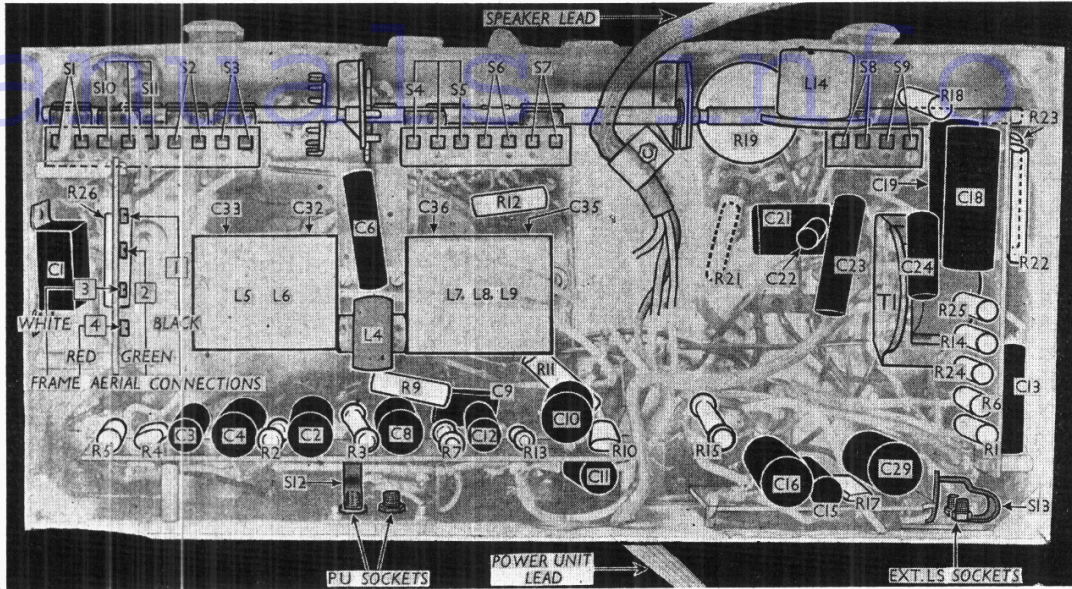 SPEAKER LEAD
anuals info
S1 S10 S11 S2 S3
S4 S5 S6 S7
L14
S8 S9
R18
R23
R19
C19
C18
R26
C33 C32
C6
C36
R12
C35
C21
C22
R21
C23
C24
T1
R22
C1
1
3 2
4
WHITE
BLACK
RED GREEN
FRAME AERIAL CONNECTIONS
L5 L6
L4
L7 L8 L9
R25
R14
R24
R6
R1
C13
R9
C9
R11
C10
R5 R4 C3 C4 R2 C2 R3 C8 R7 C12 R13 R10
R15
C11
S12
C16 C15 R17 C29
S13
PU SOCKETS
POWER UNIT
LEAD
EXT. LS SOCKETS